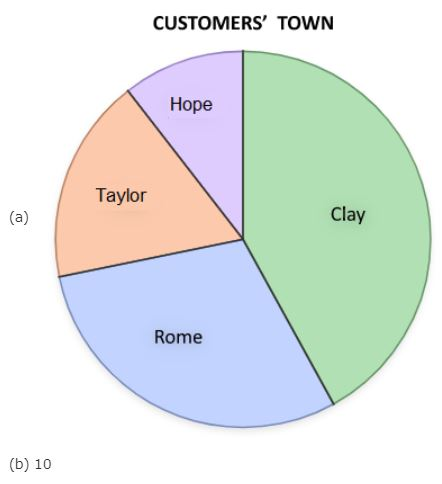 CUSTOMERS' TOWN
Hope
Taylor
Clay
(a)
Rome
(b) 10